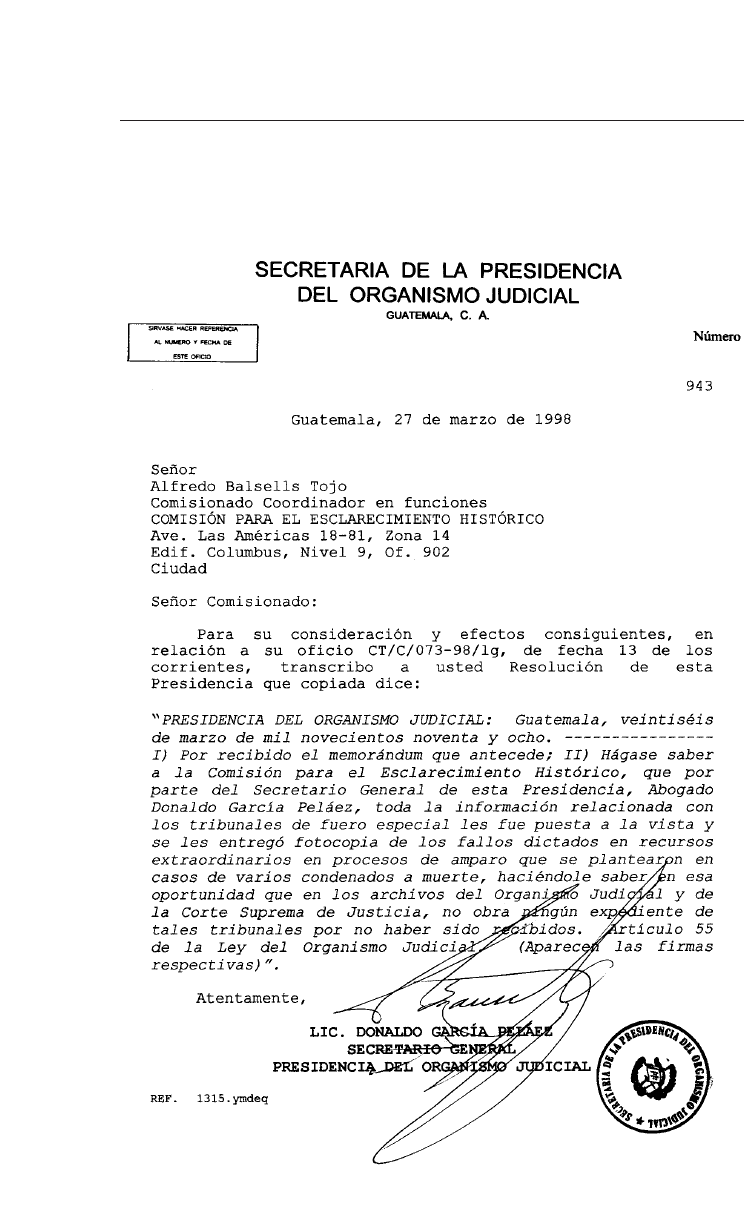 SECRETARIA DE LA PRESIDENCIA
DEL ORGANISMO JUDICIAL
GUATEMALA, C. A.
SIRVASE HACER REFERENCIA
AL NUMERO Y FECHA DE
ESTE OFICIO
Número
943
Guatemala, 27 de marzo de 1998
Señor
Alfredo Balsells Tojo
Comisionado Coordinador en funciones
COMISIÓN PARA EL ESCLARECIMIENTO HISTÓRICO
Ave. Las Américas 18-81, Zona 14
Edif. Columbus, Nivel 9, Of. 902
Ciudad
Señor Comisionado:
Para su consideración y efectos consiguientes, en
relación a su oficio CT/C/073-98/lg, de fecha 13 de los
corrientes, transcribo a usted Resolución de esta
Presidencia que copiada dice:
"PRESIDENCIA DEL ORGANISMO JUDICIAL: Guatemala, veintiséis
de marzo de mil novecientos noventa y ocho. ----------------
I) Por recibido el memorándum que antecede; II) Hágase saber
a la Comisión para el Esclarecimiento Histórico, que por
parte del Secretario General de esta Presidencia, Abogado
Donaldo García Peláez, toda la información relacionada con
los tribunales de fuero especial les fue puesta a la vista y
se les entregó fotocopia de los fallos dictados en recursos
extraordinarios en procesos de amparo que se plantearon en
casos de varios condenados a muerte, haciéndole saber en esa
oportunidad que en los archivos del Organismo Judicial y de
la Corte Suprema de Justicia, no obra ningún expediente de
tales tribunales por no haber sido recibidos. Artículo 55
de la Ley del Organismo Judicial. (Aparecen las firmas
respectivas)".
Atentamente,
LIC. DONALDO GARCÍA PELÁEZ
SECRETARIO GENERAL
PRESIDENCIA DEL ORGANISMO JUDICIAL
SECRETARIA DE LA PRESIDENCIA DEL ORGANISMO JUDICIAL
REF. 1315.ymdeq